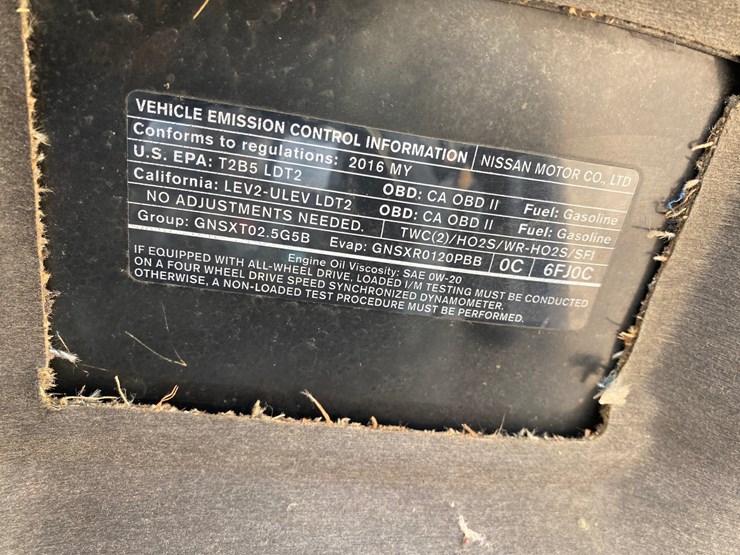 VEHICLE EMISSION CONTROL INFORMATION NISSAN MOTOR CO., LTD
Conforms to regulations: 2016 MY
U.S. EPA: T2B5 LDT2 OBD: CA OBD II Fuel: Gasoline
California: LEV2-ULEV LDT2 OBD: CA OBD II Fuel: Gasoline
NO ADJUSTMENTS NEEDED. TWC(2)/HO2S/WR-HO2S/SFI
Group: GNSXT02.5G5B Evap: GNSXR0120PBB 0C 6FJ0C
Engine Oil Viscosity: SAE 0W-20
IF EQUIPPED WITH ALL-WHEEL DRIVE, LOADED I/M TESTING MUST BE CONDUCTED
ON A FOUR WHEEL DRIVE SPEED SYNCHRONIZED DYNAMOMETER.
OTHERWISE, A NON-LOADED TEST PROCEDURE MUST BE PERFORMED.